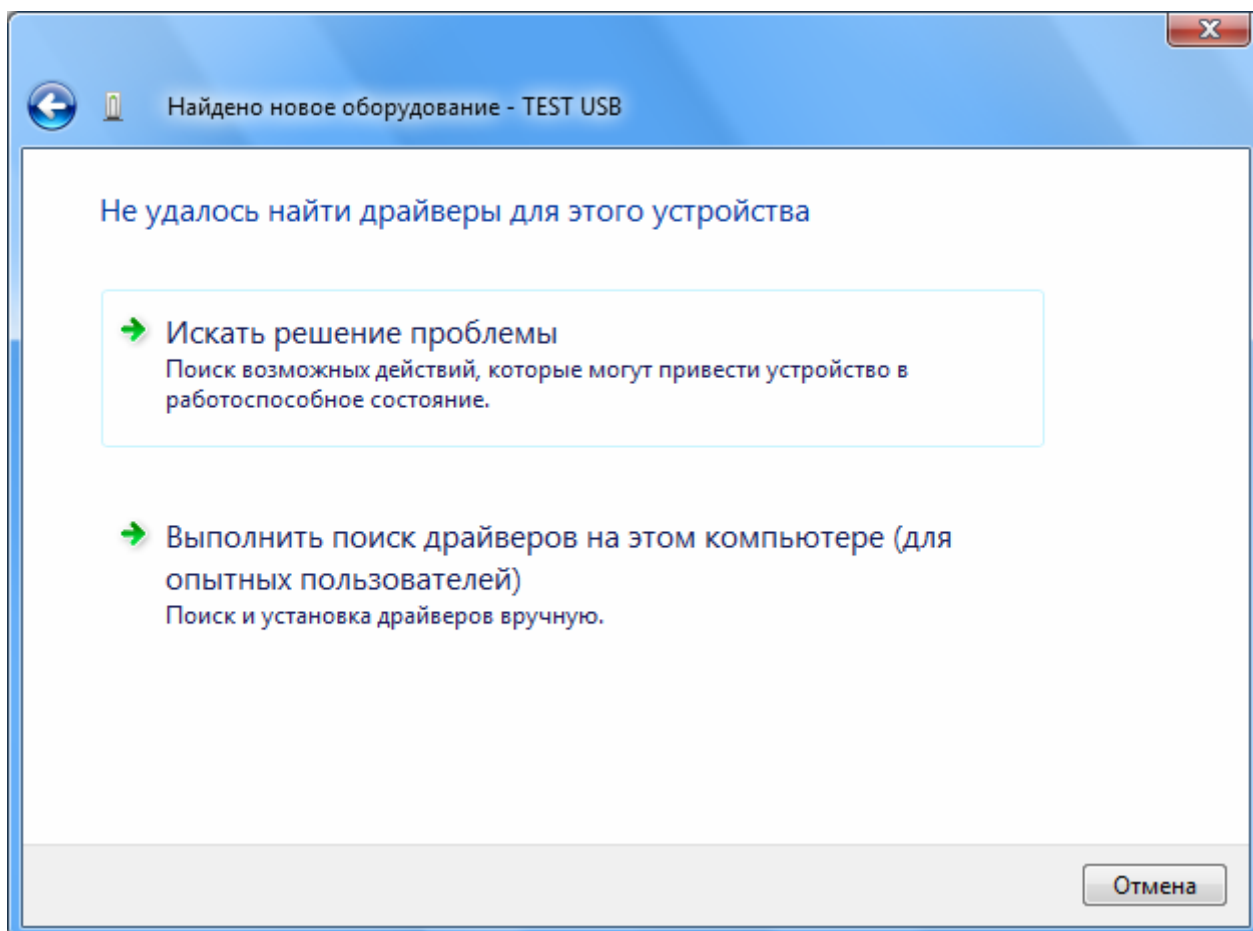 Найдено новое оборудование - TEST USB
Не удалось найти драйверы для этого устройства
Искать решение проблемы
Поиск возможных действий, которые могут привести устройство в
работоспособное состояние.
Выполнить поиск драйверов на этом компьютере (для
опытных пользователей)
Поиск и установка драйверов вручную.
Отмена